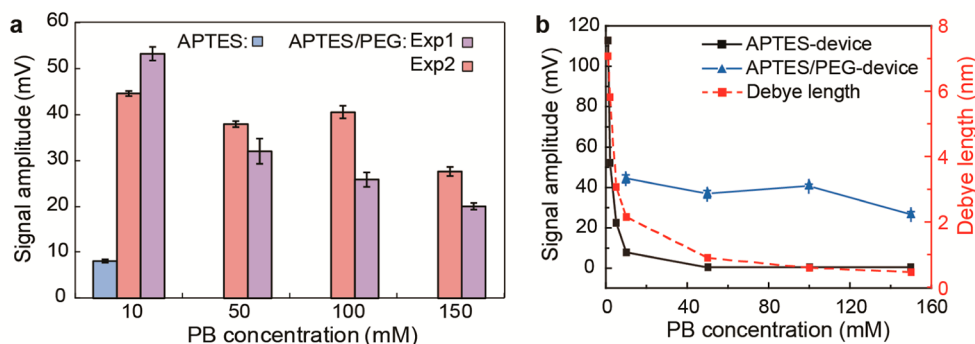 a
60
50
40
30
20
10
0
Signal amplitude (mV)
APTES: APTES/PEG: Exp1
Exp2
10 50 100 150
PB concentration (mM)
b
120
100
80
60
40
20
0
Signal amplitude (mV)
APTES-device
APTES/PEG-device
Debye length
8
6
4
2
0
Debye length (nm)
0 40 80 120 160
PB concentration (mM)